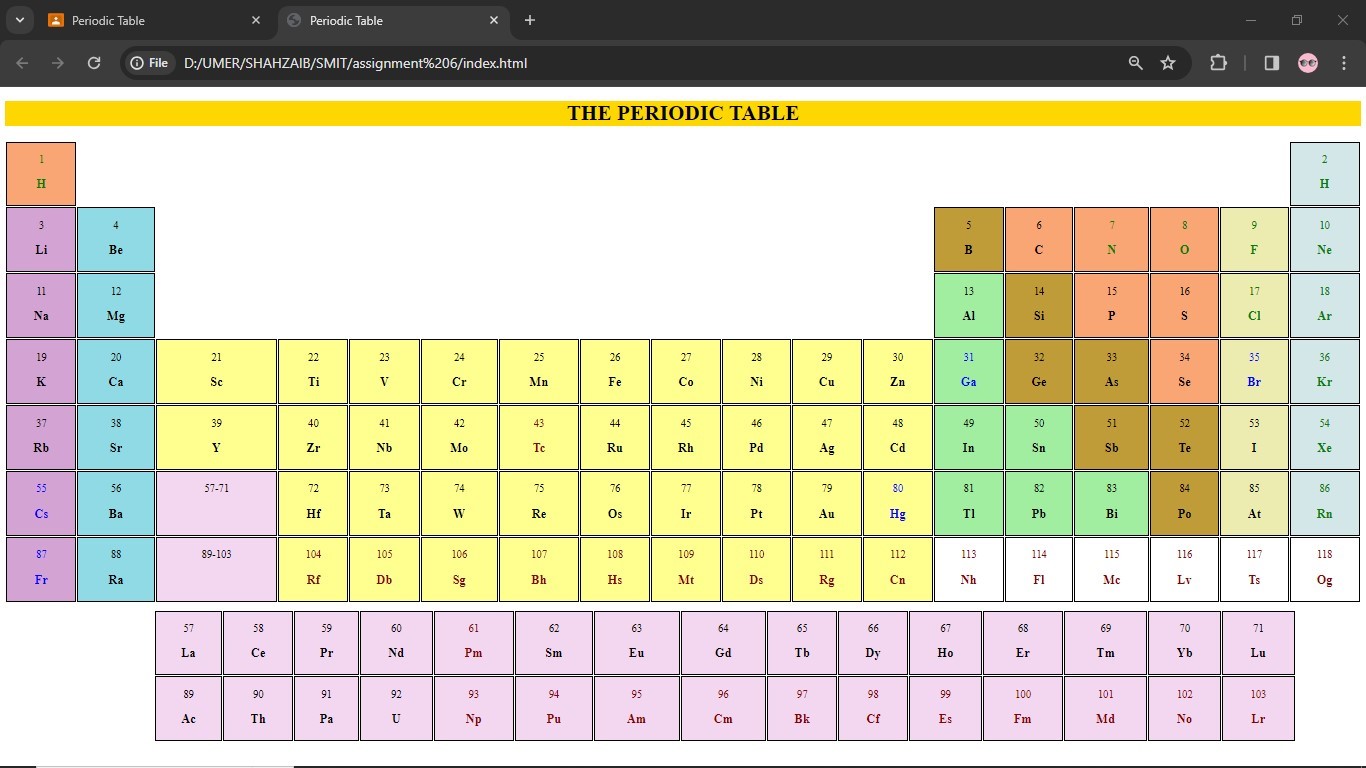 Periodic Table
Periodic Table
File D:/UMER/SHAHZAIB/SMIT/assignment%206/index.html
THE PERIODIC TABLE
1 2
H H
3 4 5 6 7 8 9 10
Li Be B C N O F Ne
11 12 13 14 15 16 17 18
Na Mg Al Si P S Cl Ar
19 20 21 22 23 24 25 26 27 28 29 30 31 32 33 34 35 36
K Ca Sc Ti V Cr Mn Fe Co Ni Cu Zn Ga Ge As Se Br Kr
37 38 39 40 41 42 43 44 45 46 47 48 49 50 51 52 53 54
Rb Sr Y Zr Nb Mo Tc Ru Rh Pd Ag Cd In Sn Sb Te I Xe
55 56 57-71 72 73 74 75 76 77 78 79 80 81 82 83 84 85 86
Cs Ba Hf Ta W Re Os Ir Pt Au Hg Tl Pb Bi Po At Rn
87 88 89-103 104 105 106 107 108 109 110 111 112 113 114 115 116 117 118
Fr Ra Rf Db Sg Bh Hs Mt Ds Rg Cn Nh Fl Mc Lv Ts Og
57 58 59 60 61 62 63 64 65 66 67 68 69 70 71
La Ce Pr Nd Pm Sm Eu Gd Tb Dy Ho Er Tm Yb Lu
89 90 91 92 93 94 95 96 97 98 99 100 101 102 103
Ac Th Pa U Np Pu Am Cm Bk Cf Es Fm Md No Lr